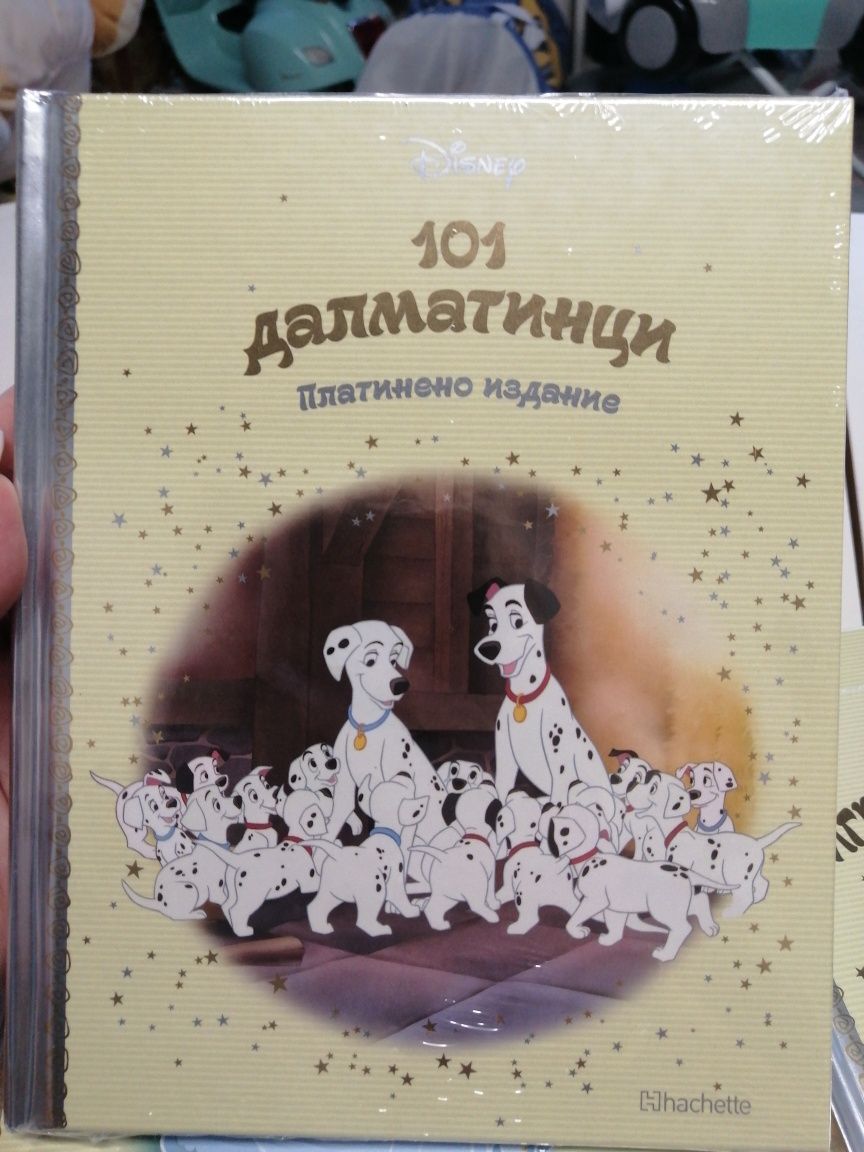 Disney
101
далматинци
Платинено издание
hachette